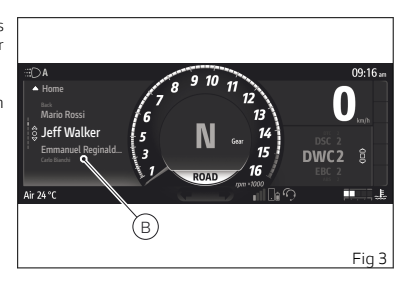 s
r
n
A
09:16 am
Home
Back
Mario Rossi
Jeff Walker
Emmanuel Reginald...
Carlo Bianchi
1 3 5 6 7 8 9 10 11 12 13 14 15 16
N
Gear
ROAD
rpm ×1000
0
km/h
DSC 2
DWC 2
EBC 2
Air 24 °C
B
Fig 3